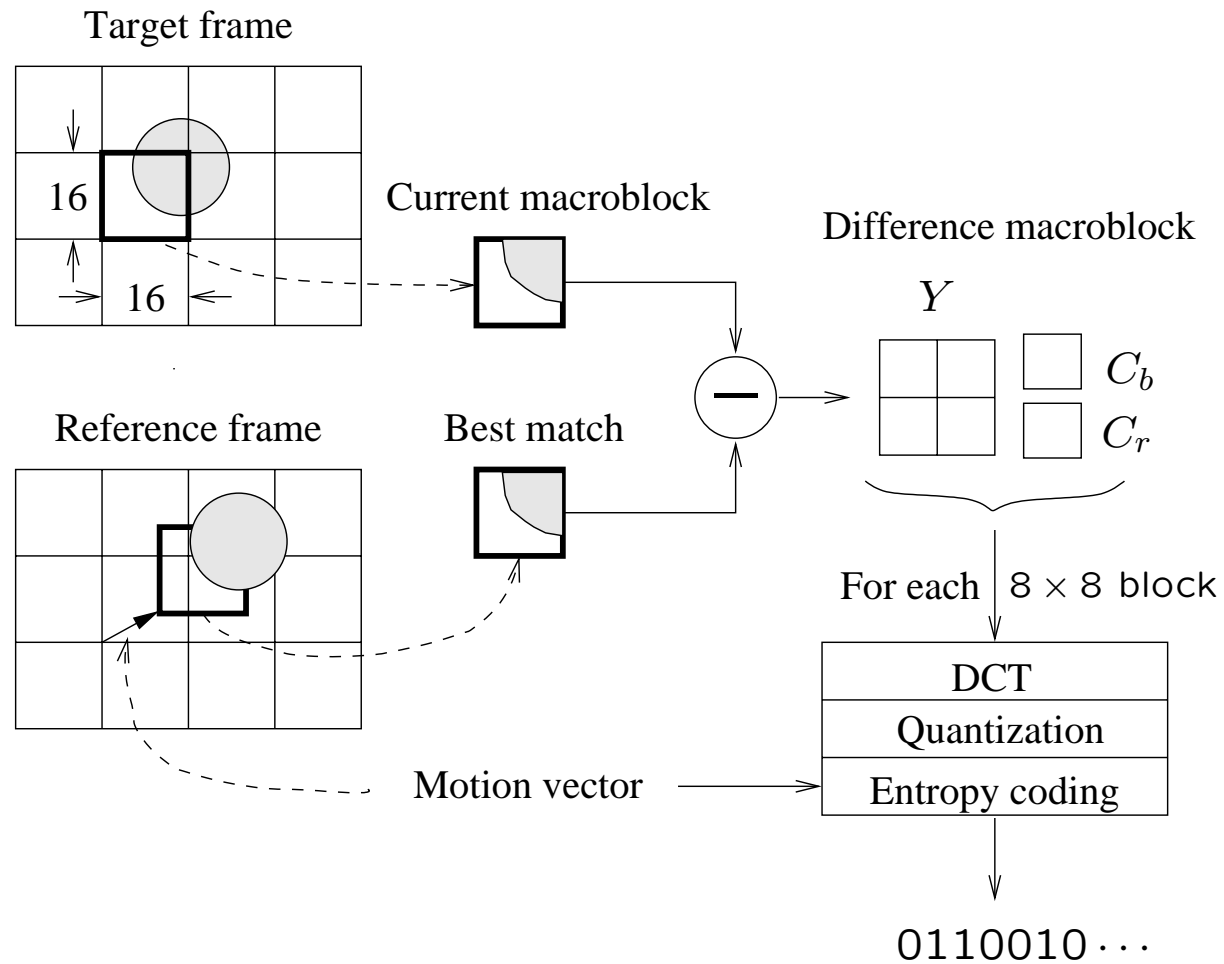 Target frame
16
16
Current macroblock
Difference macroblock
Y
C_b
C_r
Reference frame
Best match
For each 8 × 8 block
DCT
Quantization
Motion vector
Entropy coding
0110010 · · ·